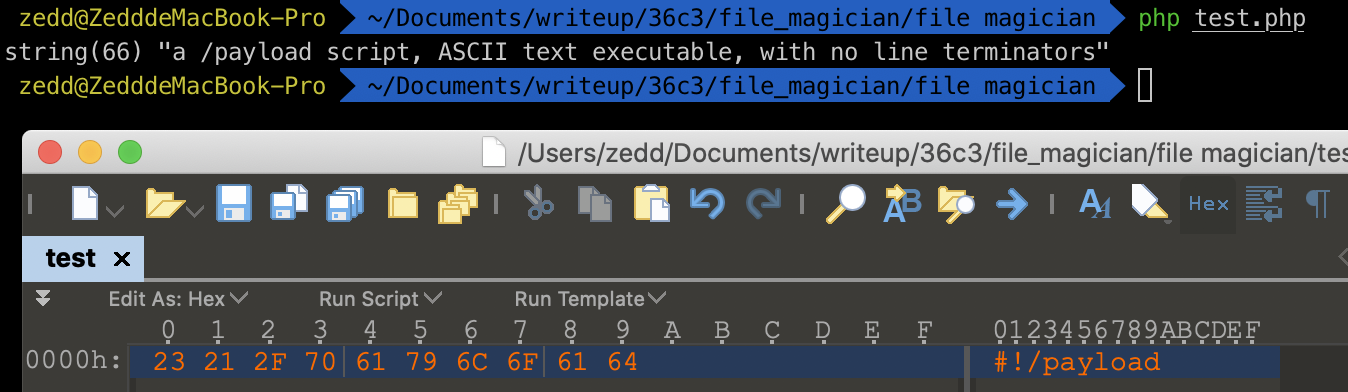 zedd@ZedddeMacBook-Pro ~/Documents/writeup/36c3/file_magician/file magician php test.php
string(66) "a /payload script, ASCII text executable, with no line terminators"
zedd@ZedddeMacBook-Pro ~/Documents/writeup/36c3/file_magician/file magician
/Users/zedd/Documents/writeup/36c3/file_magician/file magician/tes
Hex
test ×
Edit As: Hex Run Script Run Template
0 1 2 3 4 5 6 7 8 9 A B C D E F 0123456789ABCDEF
0000h: 23 21 2F 70 61 79 6C 6F 61 64 #!/payload